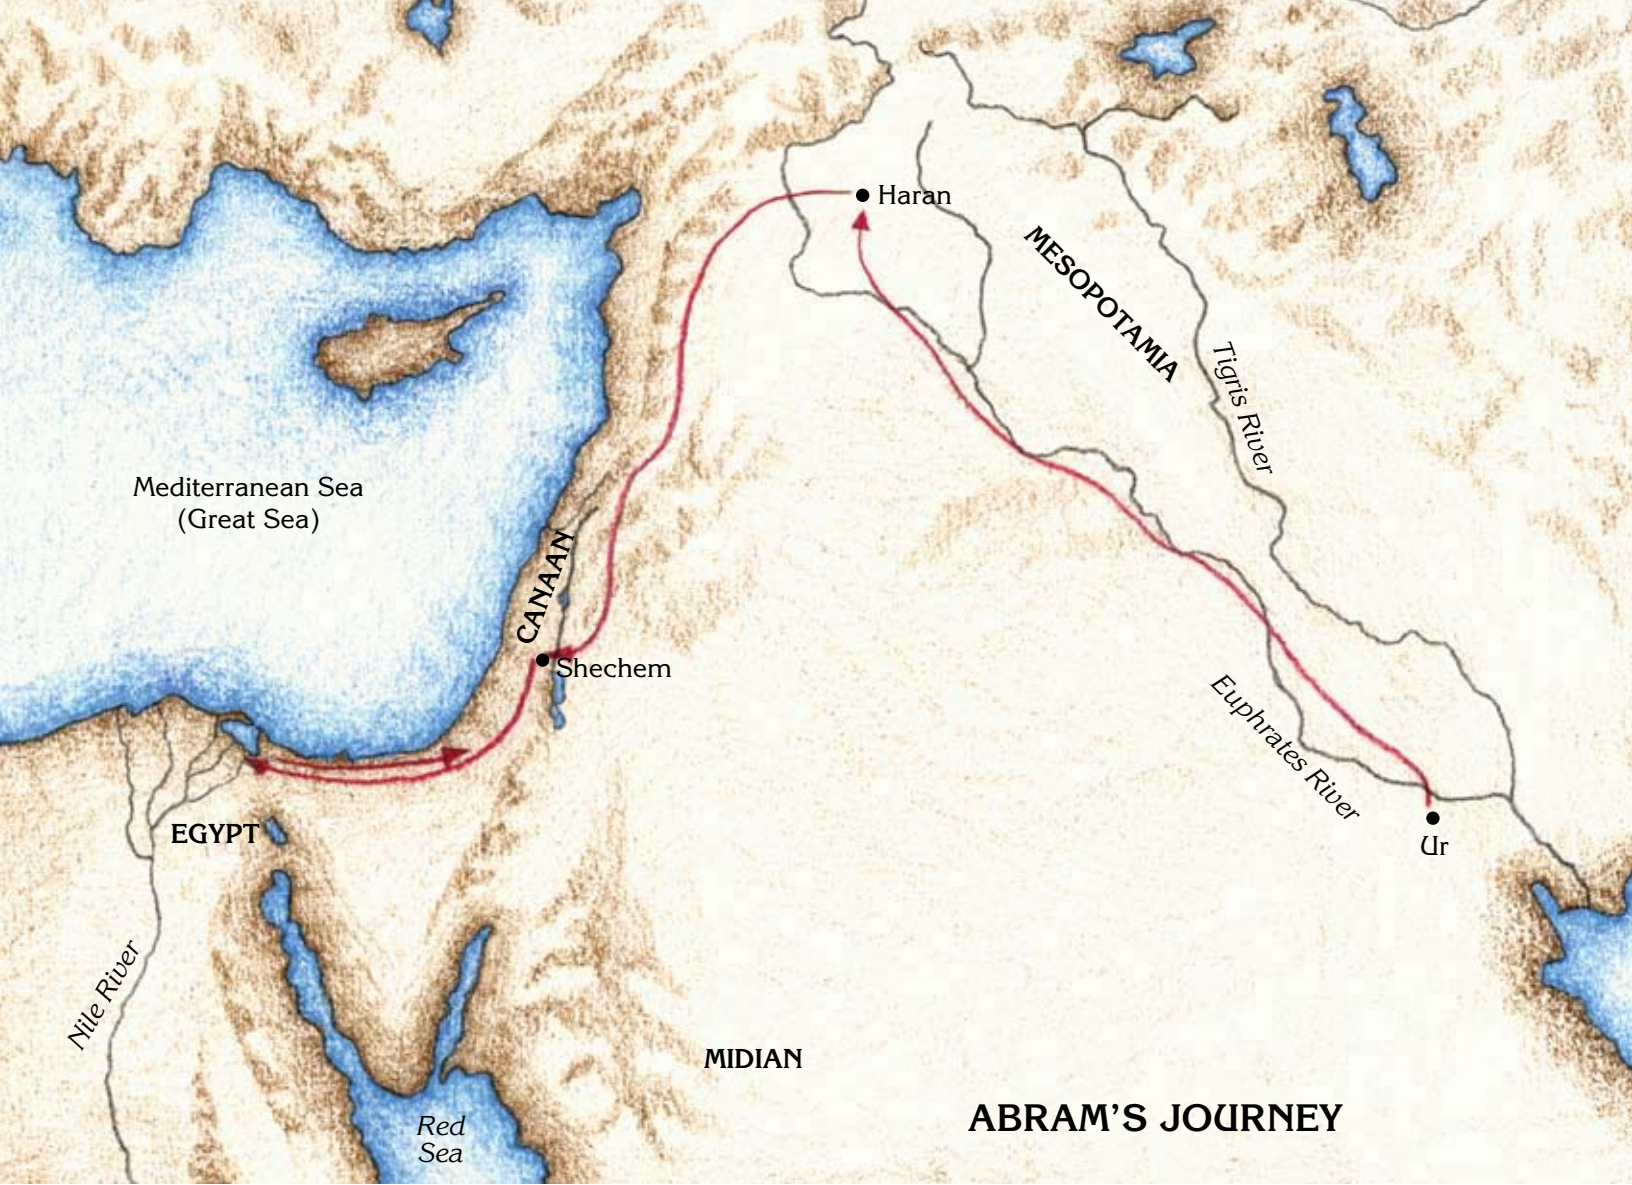 Haran
MESOPOTAMIA
Tigris River
Mediterranean Sea
(Great Sea)
CANAAN
Shechem
Euphrates River
EGYPT
Ur
Nile River
MIDIAN
ABRAM'S JOURNEY
Red
Sea